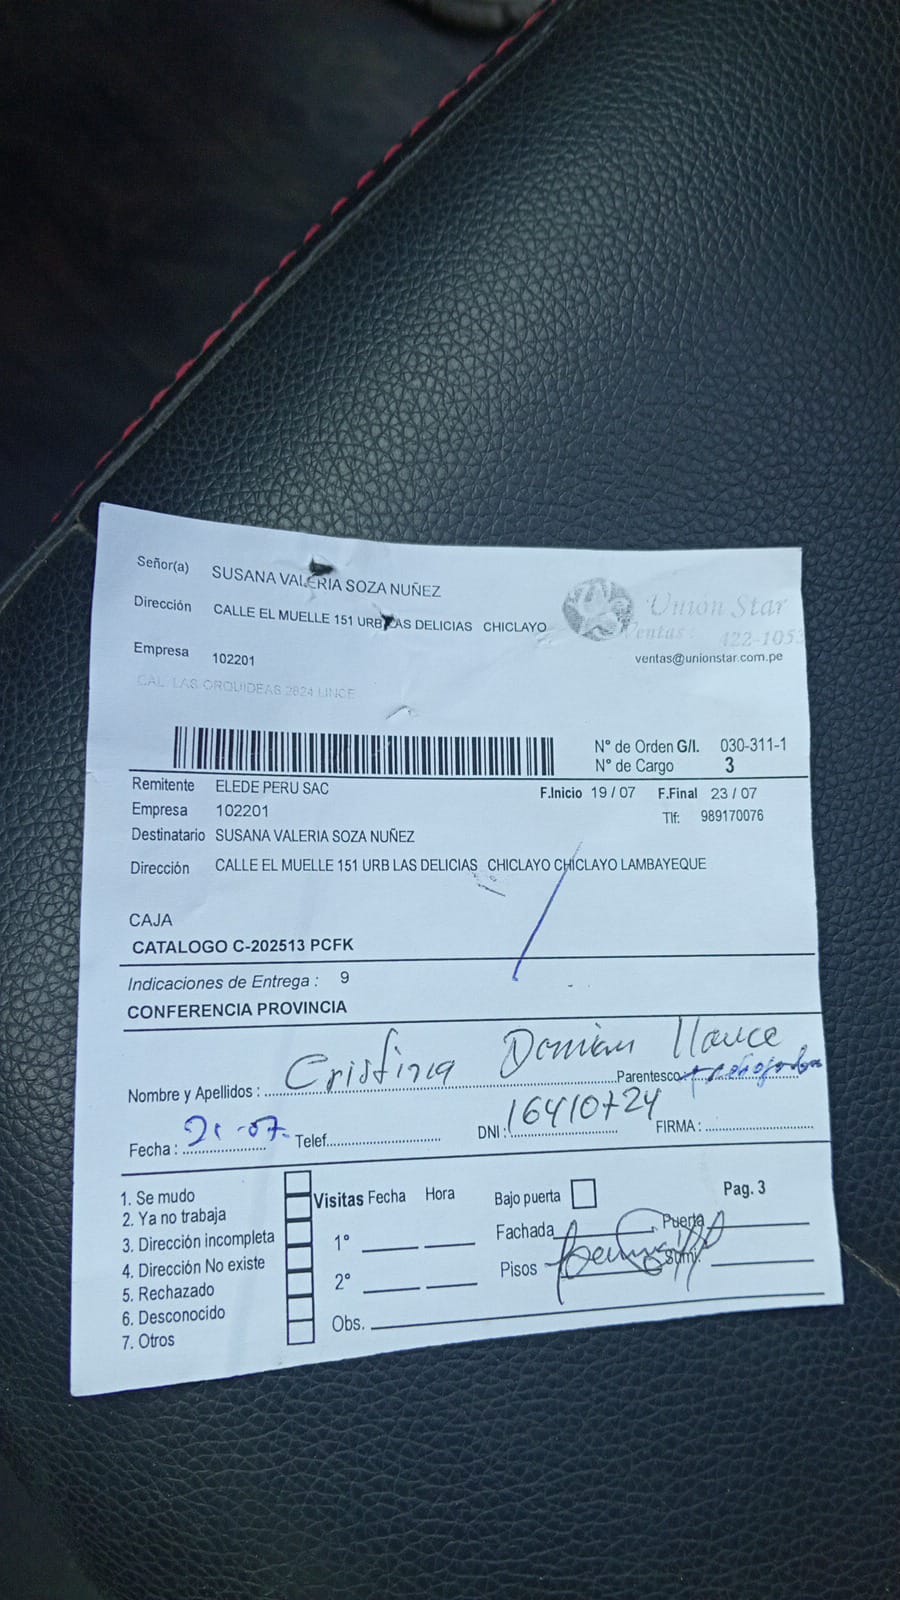 Señor(a) SUSANA VALERIA SOZA NUÑEZ
Dirección CALLE EL MUELLE 151 URB LAS DELICIAS CHICLAYO
Unión Star
Ventas: 422-1053
ventas@unionstar.com.pe
Empresa 102201
CAL. LAS ORQUIDEAS 2624 LINCE
N° de Orden G/I. 030-311-1
N° de Cargo 3
Remitente ELEDE PERU SAC
F.Inicio 19 / 07 F.Final 23 / 07
Empresa 102201
Tlf: 989170076
Destinatario SUSANA VALERIA SOZA NUÑEZ
Dirección CALLE EL MUELLE 151 URB LAS DELICIAS CHICLAYO CHICLAYO LAMBAYEQUE
CAJA
CATALOGO C-202513 PCFK
Indicaciones de Entrega : 9
CONFERENCIA PROVINCIA
Nombre y Apellidos : Cristina Damian Llauce Parentesco
Fecha : 21-07- Telef. DNI : 16410724 FIRMA :
1. Se mudo
2. Ya no trabaja
3. Dirección incompleta
4. Dirección No existe
5. Rechazado
6. Desconocido
7. Otros
Visitas Fecha Hora
1°
2°
Obs.
Bajo puerta
Pag. 3
Fachada Puerta
Pisos Sumi.